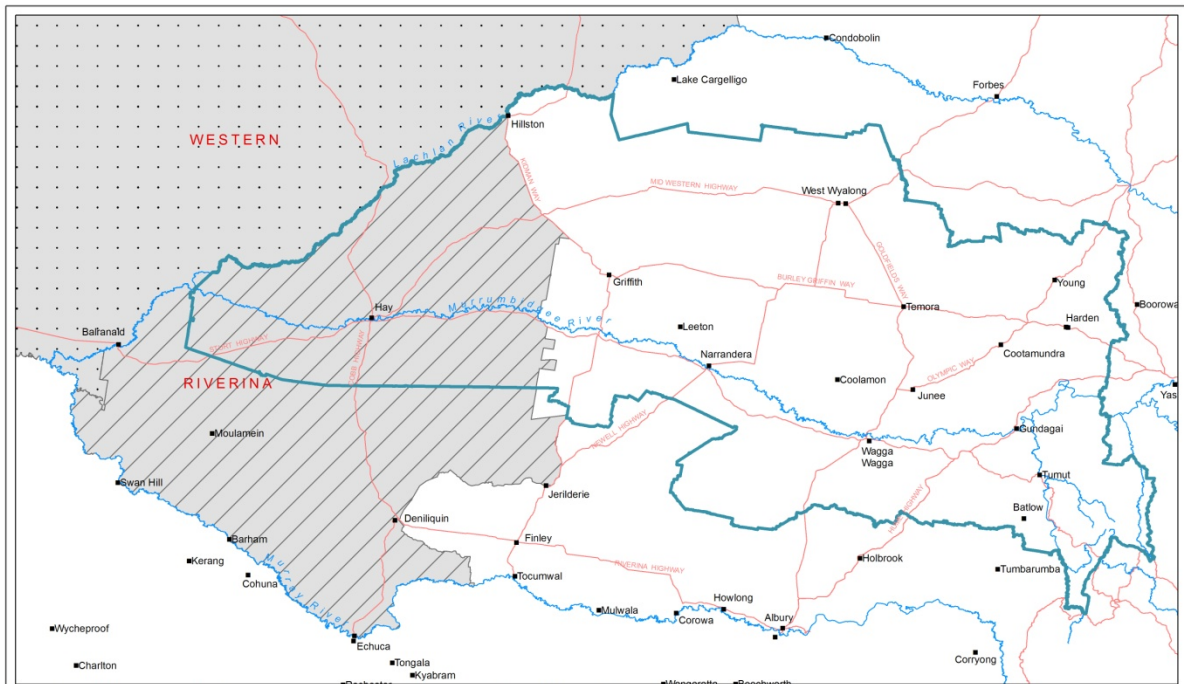 Condobolin
Lake Cargelligo
Forbes
Hillston
WESTERN
Lachlan River
KIDMAN WAY
MID WESTERN HIGHWAY
West Wyalong
GOLDFIELDS WAY
Griffith
BURLEY GRIFFIN WAY
Young
Boorowa
Hay
Murrumbidgee River
Temora
Harden
Balranald
STURT HIGHWAY
COBB HIGHWAY
Leeton
Cootamundra
Narrandera
OLYMPIC WAY
RIVERINA
Coolamon
Junee
Yas
Moulamein
NEWELL HIGHWAY
Gundagai
Wagga
Wagga
Swan Hill
Jerilderie
Tumut
Deniliquin
HUME HIGHWAY
Batlow
Barham
Finley
Kerang
Holbrook
Cohuna
Murray River
Tocumwal
RIVERINA HIGHWAY
Tumbarumba
Mulwala
Howlong
Corowa
Albury
Wycheproof
Echuca
Charlton
Tongala
Kyabram
Corryong
Rochester
Wangaratta
Beechworth